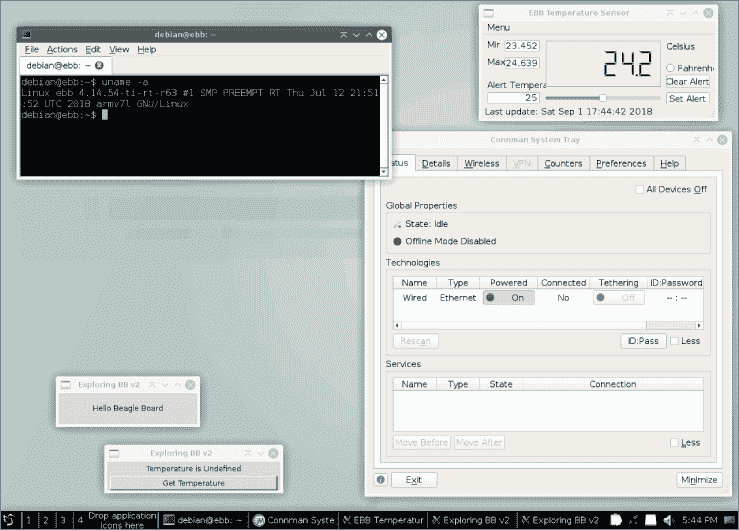 debian@ebb: ~
File Actions Edit View Help
debian@ebb: ~
debian@ebb:~$ uname -a
Linux ebb 4.14.54-ti-rt-r63 #1 SMP PREEMPT RT Thu Jul 12 21:51
:52 UTC 2018 armv7l GNU/Linux
debian@ebb:~$
EBB Temperature Sensor
Menu
Mir 23.452
Max 24.639
24.2
Celsius
Fahrenh
Clear Alert
Alert Tempera
25
Set Alert
Last update: Sat Sep 1 17:44:42 2018
Connman System Tray
atus Details Wireless VPN Counters Preferences Help
All Devices Off
Global Properties
State: Idle
Offline Mode Disabled
Technologies
Name Type Powered Connected Tethering ID:Password
Wired Ethernet On No Off -- : --
Rescan ID:Pass Less
Services
Name Type State Connection
Move Before Move After Less
Exit Minimize
Exploring BB v2
Hello Beagle Board
Exploring BB v2
Temperature is Undefined
Get Temperature
1 2 3 4 Drop application icons here debian@ebb: ~ Connman Syste EBB Temperatur Exploring BB v2 Exploring BB v2 5:44 PM